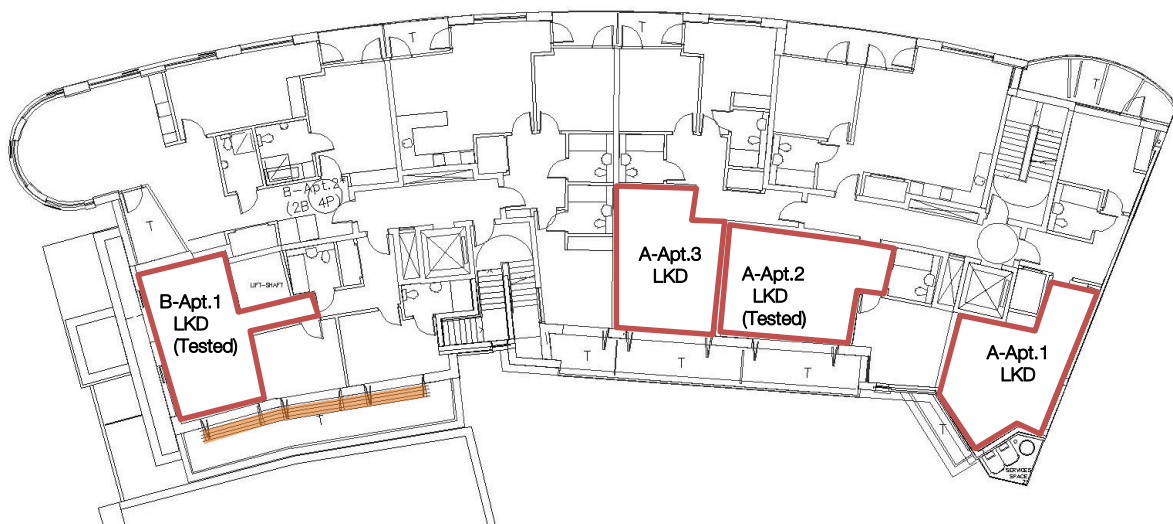 T
T
T
B-Apt.2
(2B 4P)
T
LIFT-SHAFT
B-Apt.1
LKD
(Tested)
A-Apt.3
LKD
A-Apt.2
LKD
(Tested)
A-Apt.1
LKD
T
T
T
T
T
SERVICES
SPACE